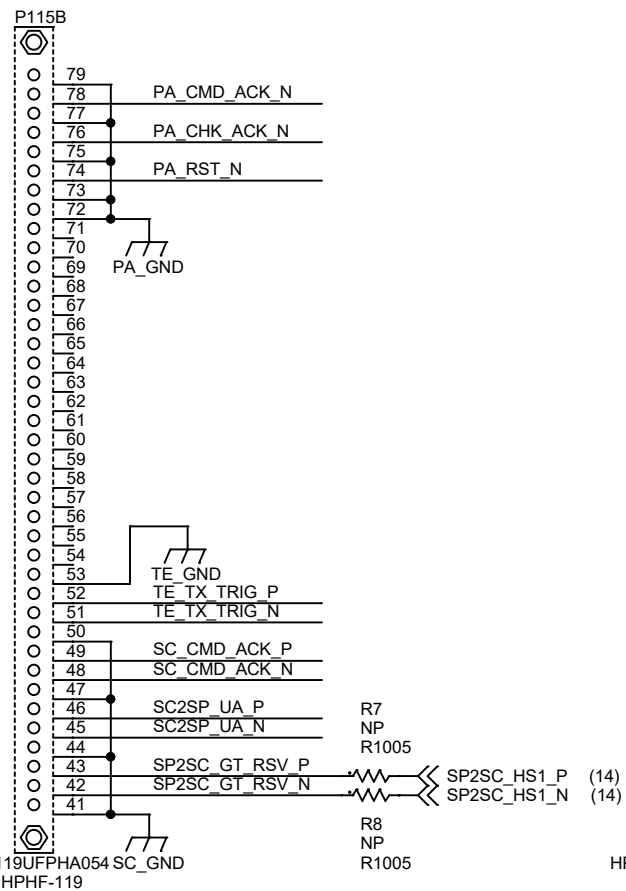 P115B
79
78 PA_CMD_ACK_N
77
76 PA_CHK_ACK_N
75
74 PA_RST_N
73
72
71
70
69 PA_GND
68
67
66
65
64
63
62
61
60
59
58
57
56
55
54
53 TE_GND
52 TE_TX_TRIG_P
51 TE_TX_TRIG_N
50
49 SC_CMD_ACK_P
48 SC_CMD_ACK_N
47
46 SC2SP_UA_P R7
45 SC2SP_UA_N NP
44 R1005
43 SP2SC_GT_RSV_P SP2SC_HS1_P (14)
42 SP2SC_GT_RSV_N SP2SC_HS1_N (14)
41
R8
NP
119UFPHA054 SC_GND R1005
HPHF-119